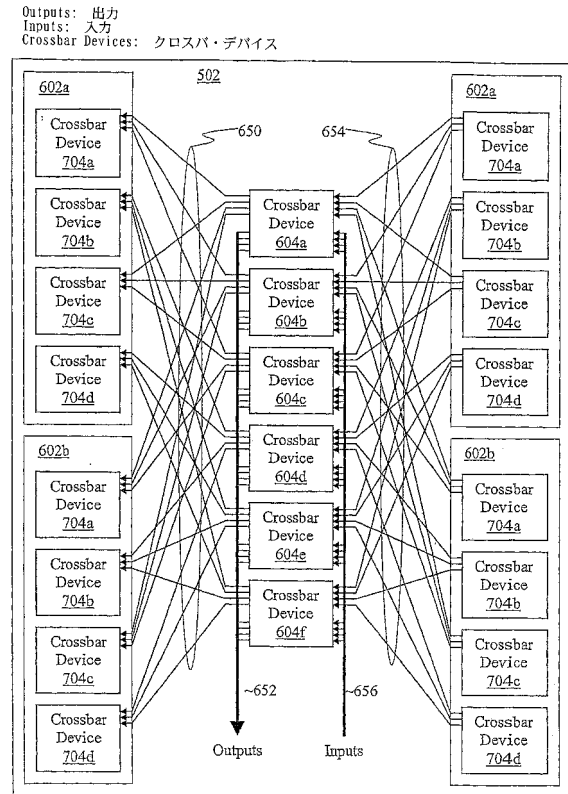 Outputs: 出力
Inputs: 入力
Crossbar Devices: クロスバ・デバイス
502
602a
Crossbar
Device
704a
Crossbar
Device
704b
Crossbar
Device
704c
Crossbar
Device
704d
602b
Crossbar
Device
704a
Crossbar
Device
704b
Crossbar
Device
704c
Crossbar
Device
704d
650
654
Crossbar
Device
604a
Crossbar
Device
604b
Crossbar
Device
604c
Crossbar
Device
604d
Crossbar
Device
604e
Crossbar
Device
604f
~652
~656
Outputs
Inputs
602a
Crossbar
Device
704a
Crossbar
Device
704b
Crossbar
Device
704c
Crossbar
Device
704d
602b
Crossbar
Device
704a
Crossbar
Device
704b
Crossbar
Device
704c
Crossbar
Device
704d